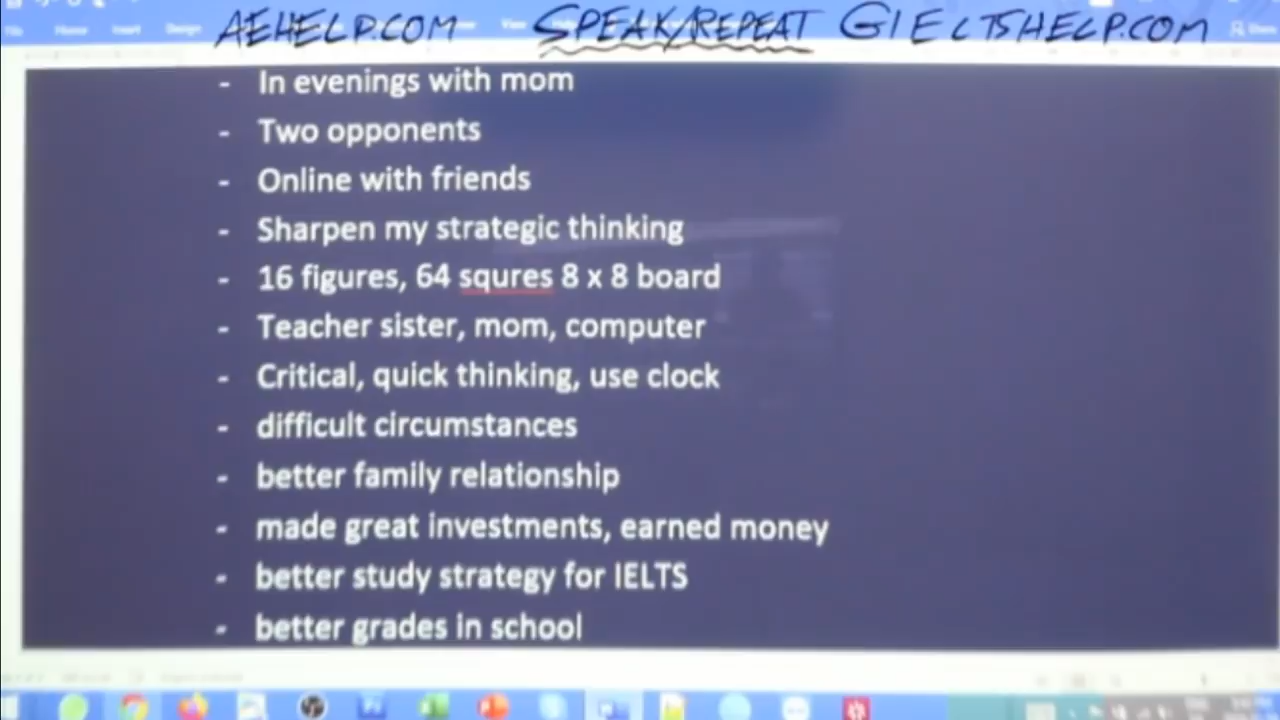 AEHELP.COM SPEAK/REPEAT GIELTSHELP.COM
- In evenings with mom
- Two opponents
- Online with friends
- Sharpen my strategic thinking
- 16 figures, 64 squres 8 x 8 board
- Teacher sister, mom, computer
- Critical, quick thinking, use clock
- difficult circumstances
- better family relationship
- made great investments, earned money
- better study strategy for IELTS
- better grades in school